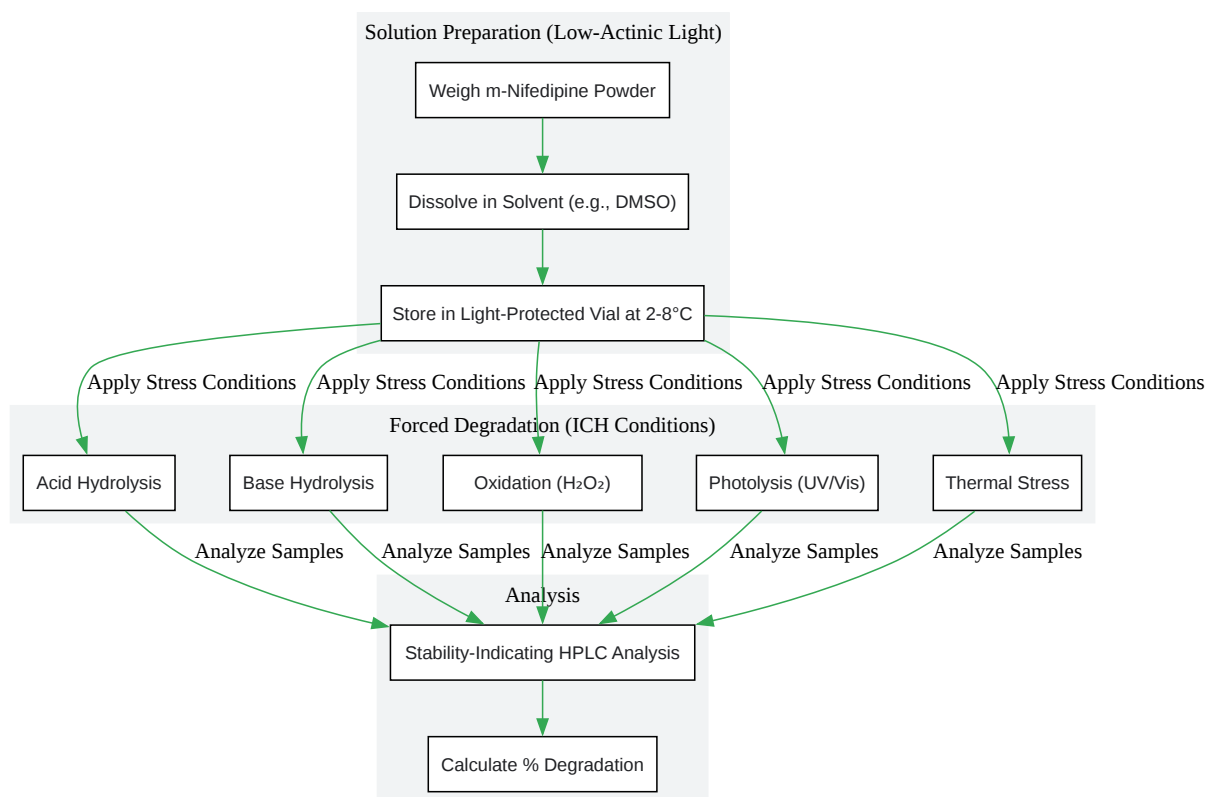 Solution Preparation (Low-Actinic Light)
Weigh m-Nifedipine Powder
Dissolve in Solvent (e.g., DMSO)
Store in Light-Protected Vial at 2-8°C
Apply Stress Conditions
Apply Stress Conditions
Apply Stress Conditions
Apply Stress Conditions
Apply Stress Conditions
Forced Degradation (ICH Conditions)
Acid Hydrolysis
Base Hydrolysis
Oxidation (H₂O₂)
Photolysis (UV/Vis)
Thermal Stress
Analyze Samples
Analyze Samples
Analyze Samples
Analyze Samples
Analyze Samples
Analysis
Stability-Indicating HPLC Analysis
Calculate % Degradation